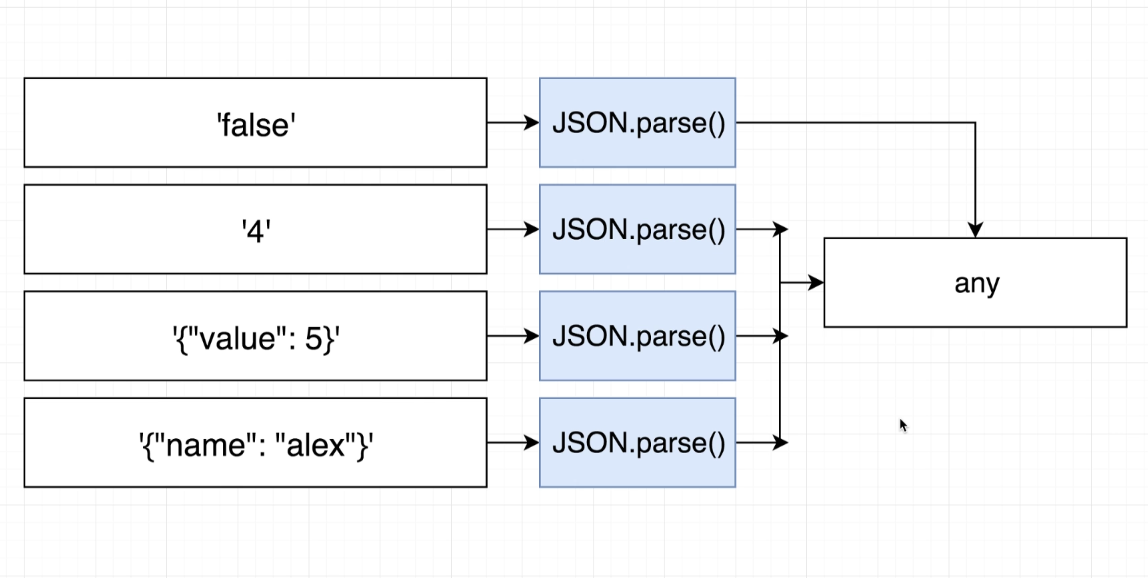 'false'
JSON.parse()
'4'
JSON.parse()
any
'{"value": 5}'
JSON.parse()
'{"name": "alex"}'
JSON.parse()